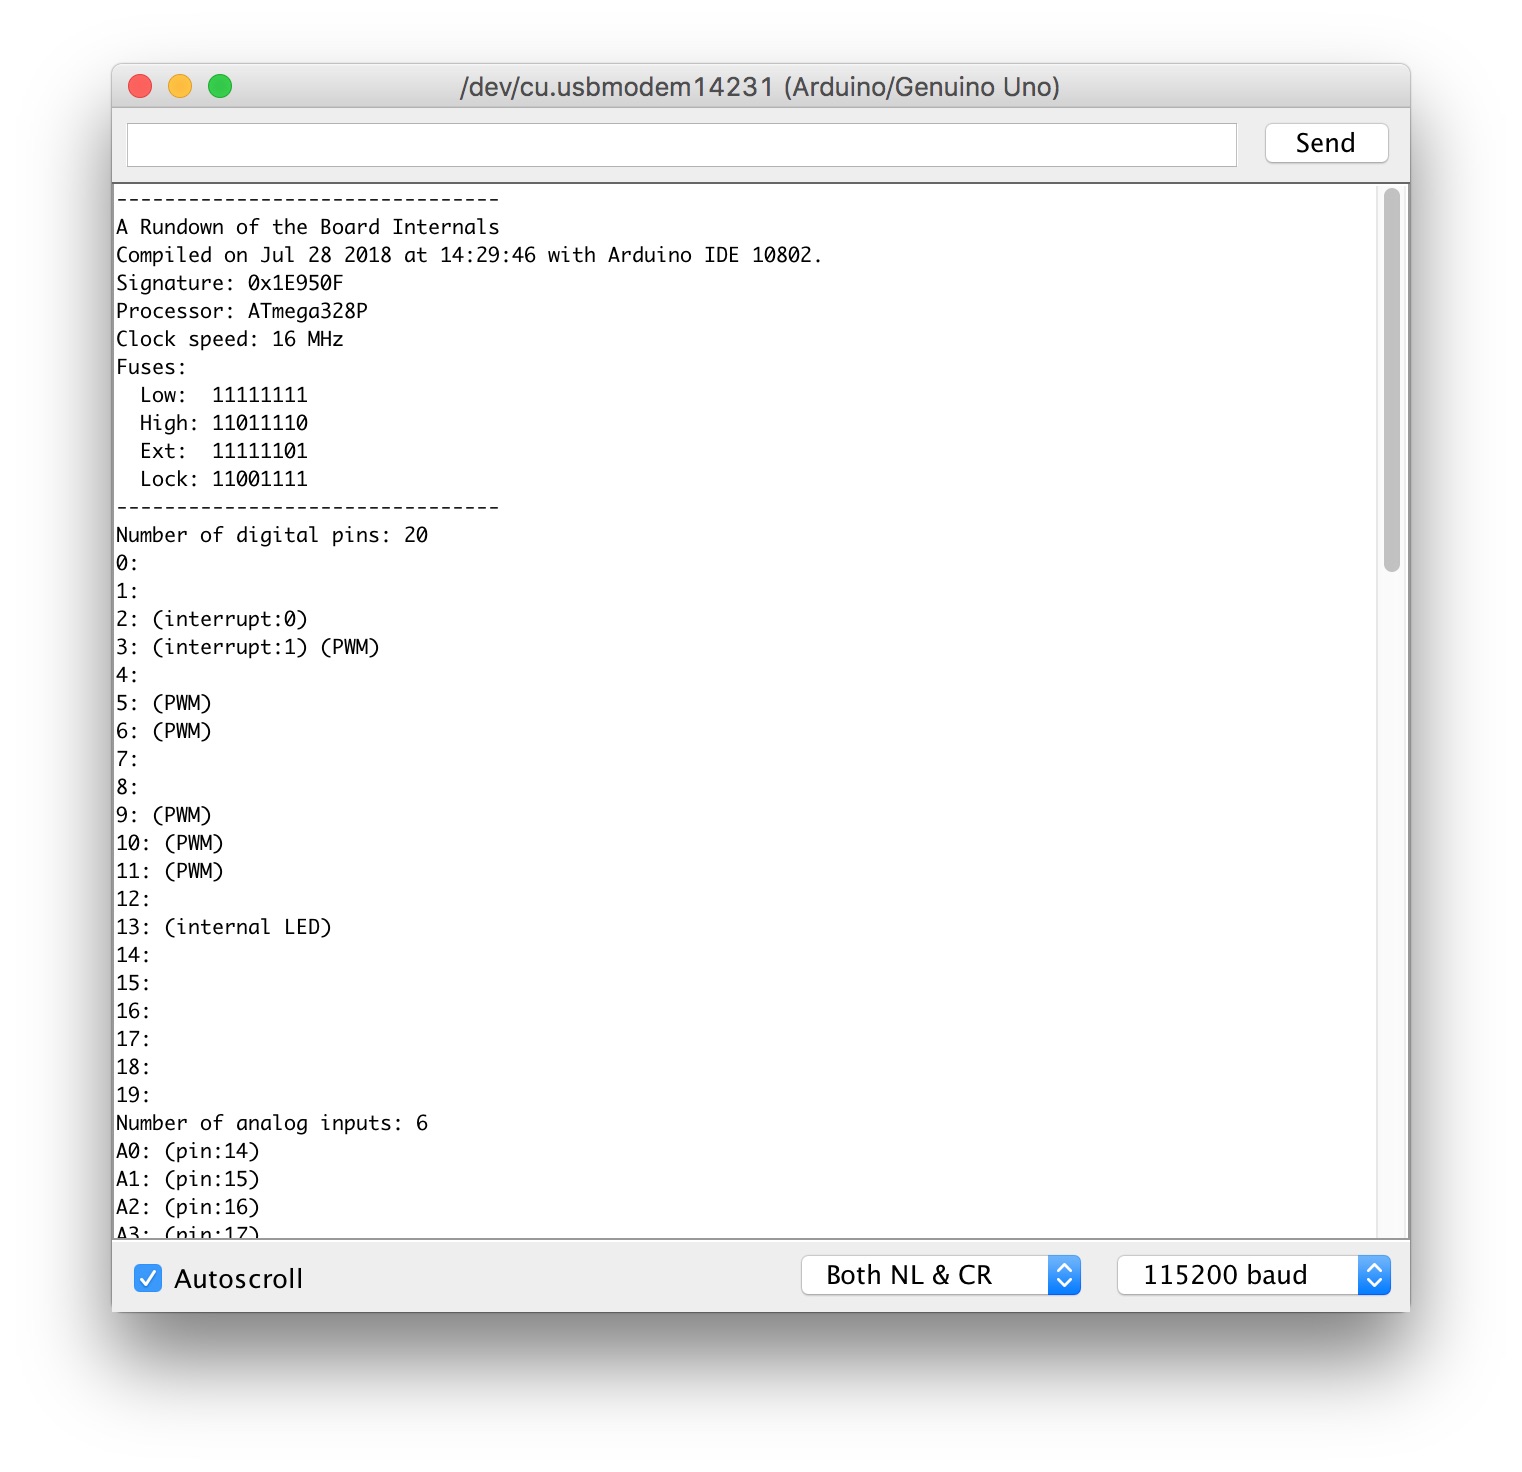 /dev/cu.usbmodem14231 (Arduino/Genuino Uno)
Send
--------------------------------
A Rundown of the Board Internals
Compiled on Jul 28 2018 at 14:29:46 with Arduino IDE 10802.
Signature: 0x1E950F
Processor: ATmega328P
Clock speed: 16 MHz
Fuses:
  Low:  11111111
  High: 11011110
  Ext:  11111101
  Lock: 11001111
--------------------------------
Number of digital pins: 20
0:
1:
2: (interrupt:0)
3: (interrupt:1) (PWM)
4:
5: (PWM)
6: (PWM)
7:
8:
9: (PWM)
10: (PWM)
11: (PWM)
12:
13: (internal LED)
14:
15:
16:
17:
18:
19:
Number of analog inputs: 6
A0: (pin:14)
A1: (pin:15)
A2: (pin:16)
A3: (pin:17)
Autoscroll
Both NL & CR
115200 baud